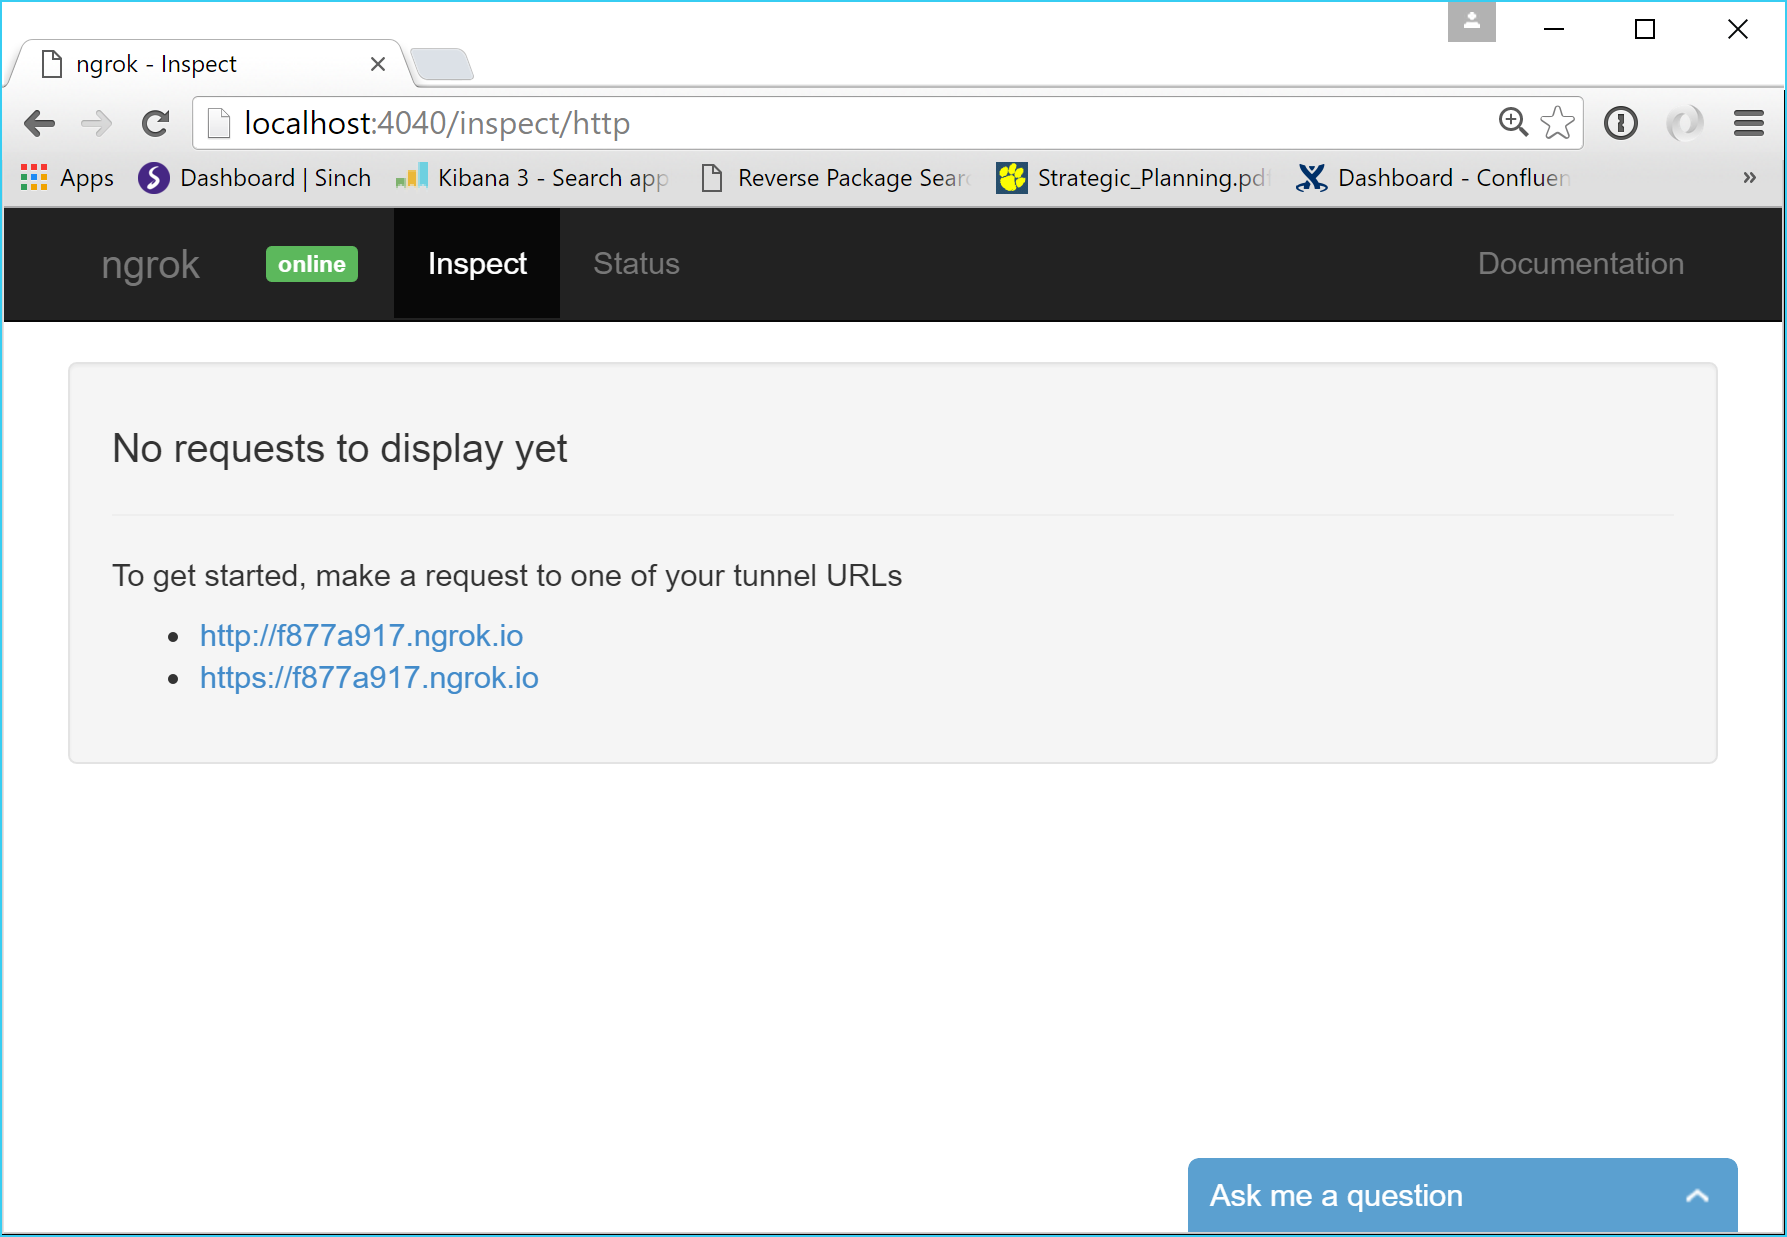 ngrok - Inspect
localhost:4040/inspect/http
Apps Dashboard | Sinch Kibana 3 - Search app Reverse Package Sear Strategic_Planning.pdf Dashboard - Confluen »
ngrok online Inspect Status Documentation
No requests to display yet
To get started, make a request to one of your tunnel URLs
http://f877a917.ngrok.io
https://f877a917.ngrok.io
Ask me a question